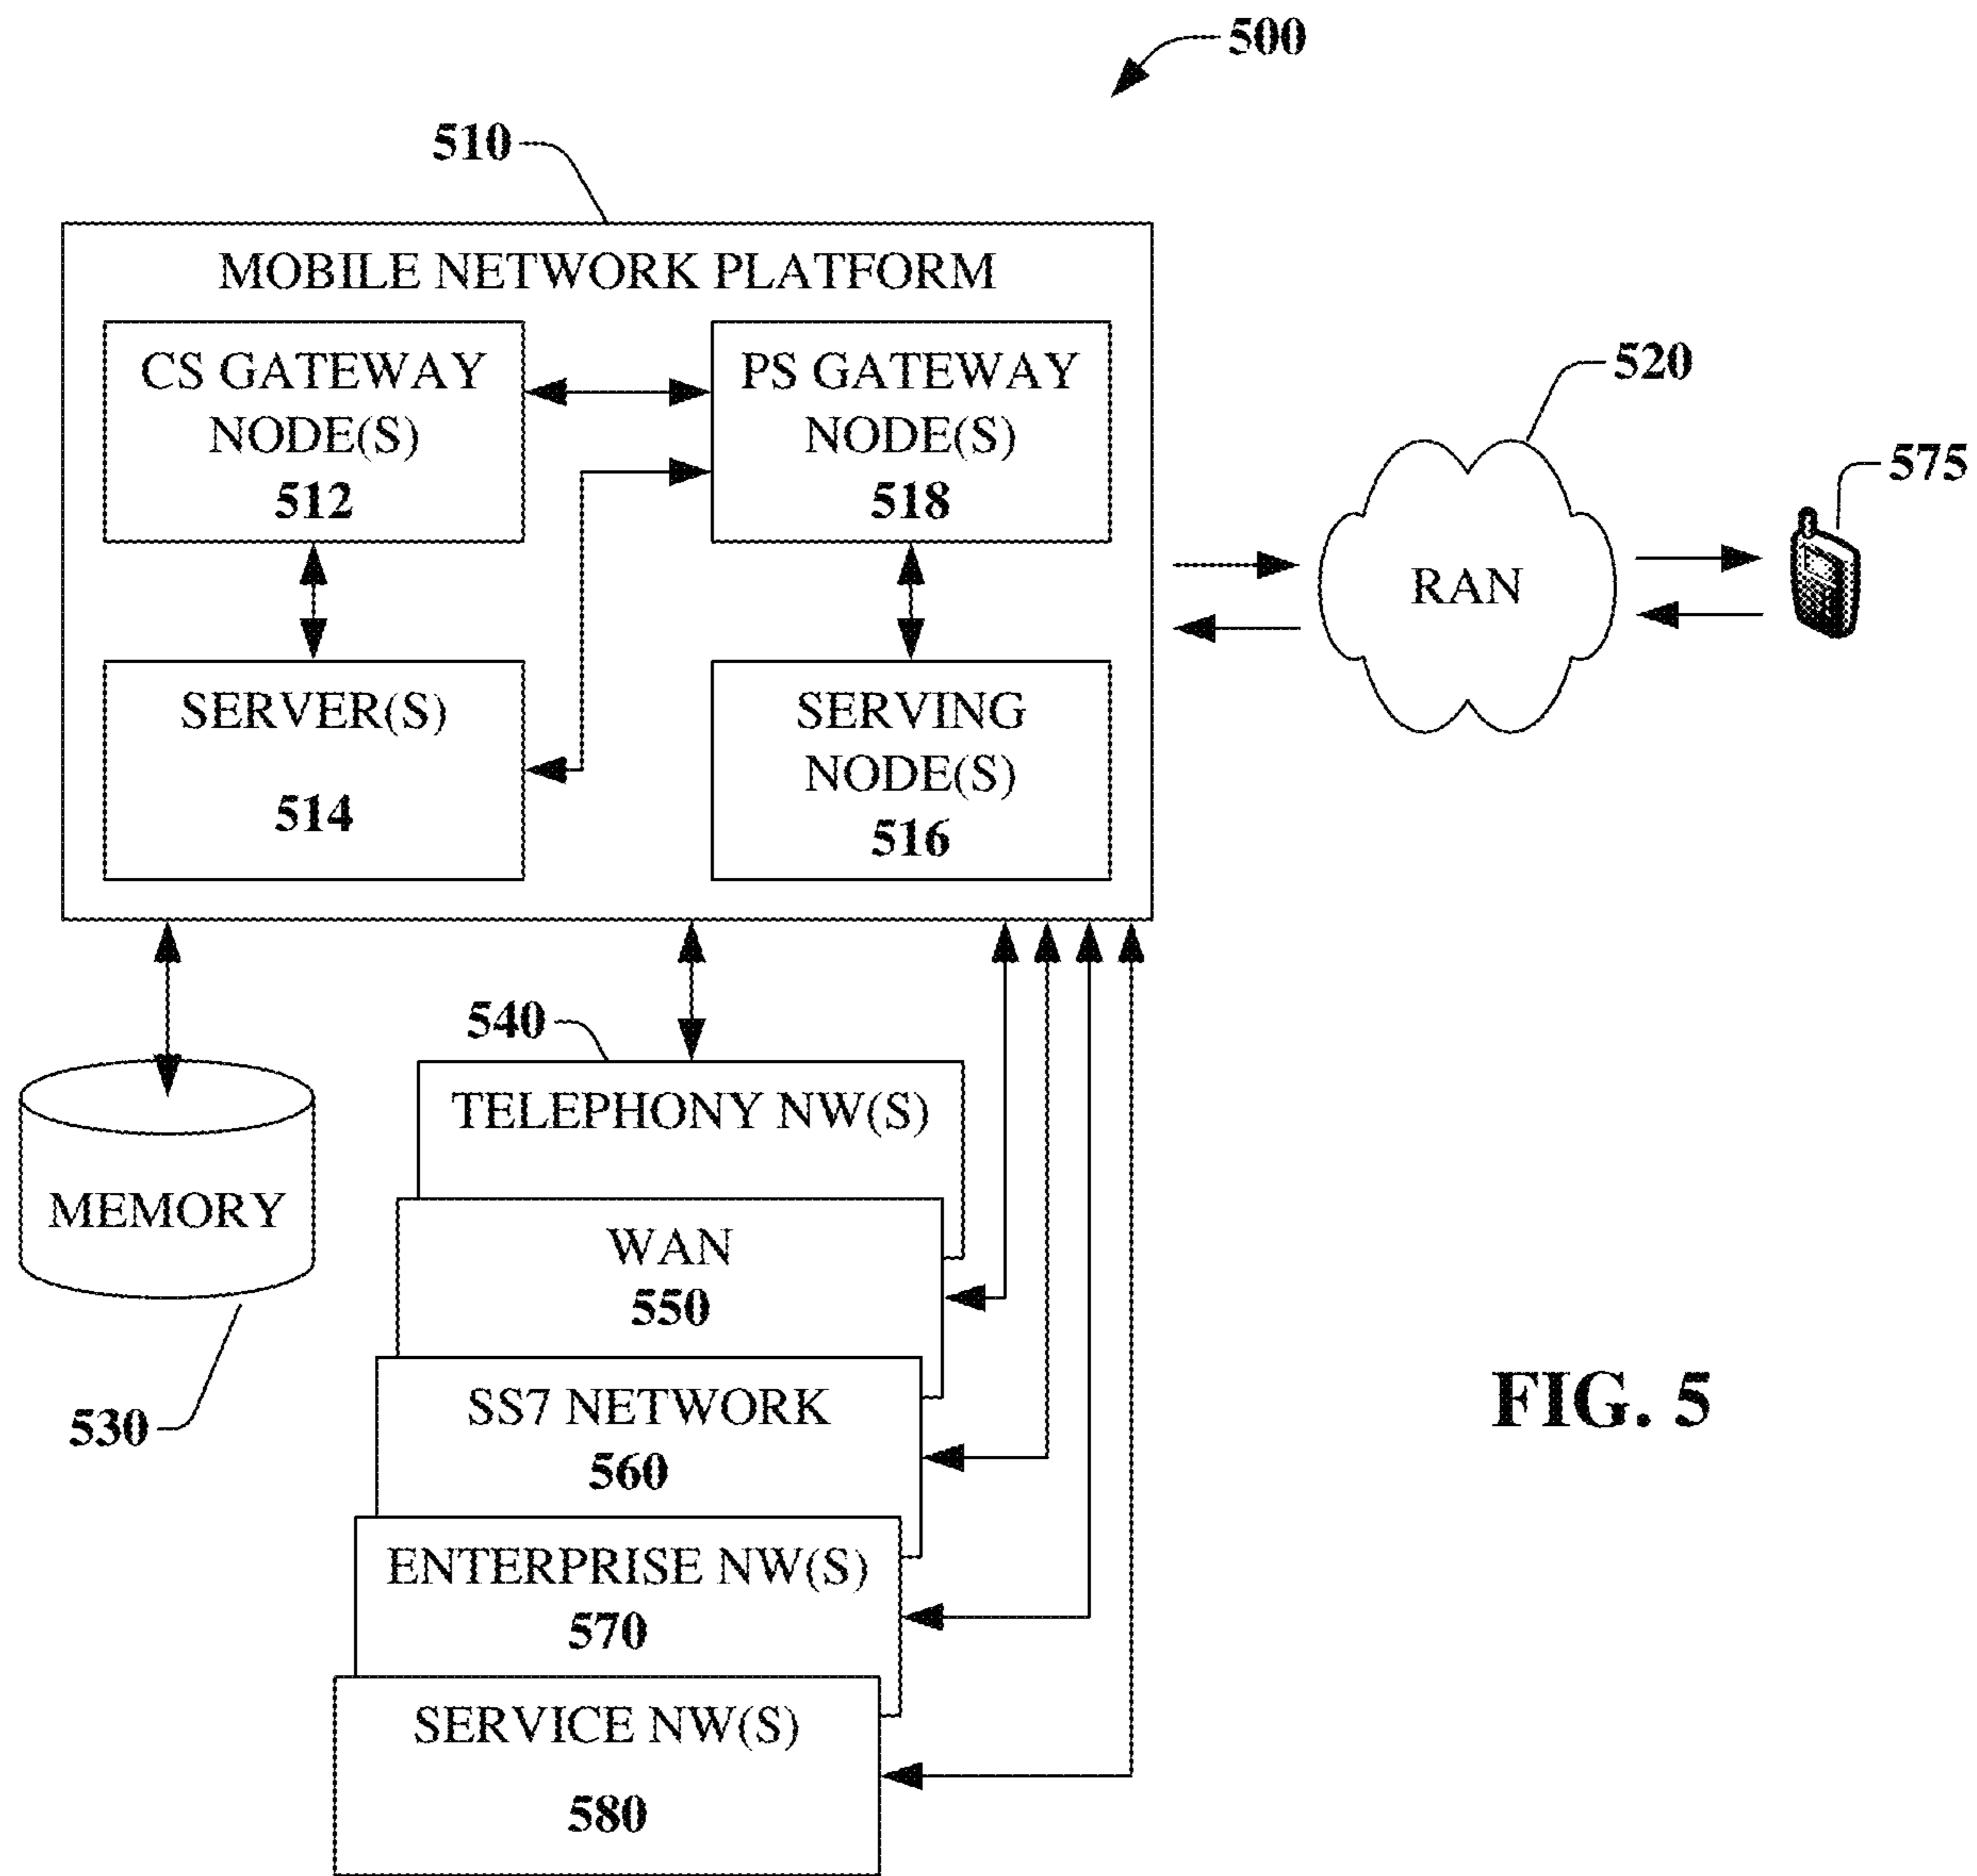 500
510
MOBILE NETWORK PLATFORM
CS GATEWAY
NODE(S)
512
PS GATEWAY
NODE(S)
518
SERVER(S)
514
SERVING
NODE(S)
516
520
RAN
575
540
TELEPHONY NW(S)
MEMORY
530
WAN
550
SS7 NETWORK
560
ENTERPRISE NW(S)
570
SERVICE NW(S)
580
FIG. 5